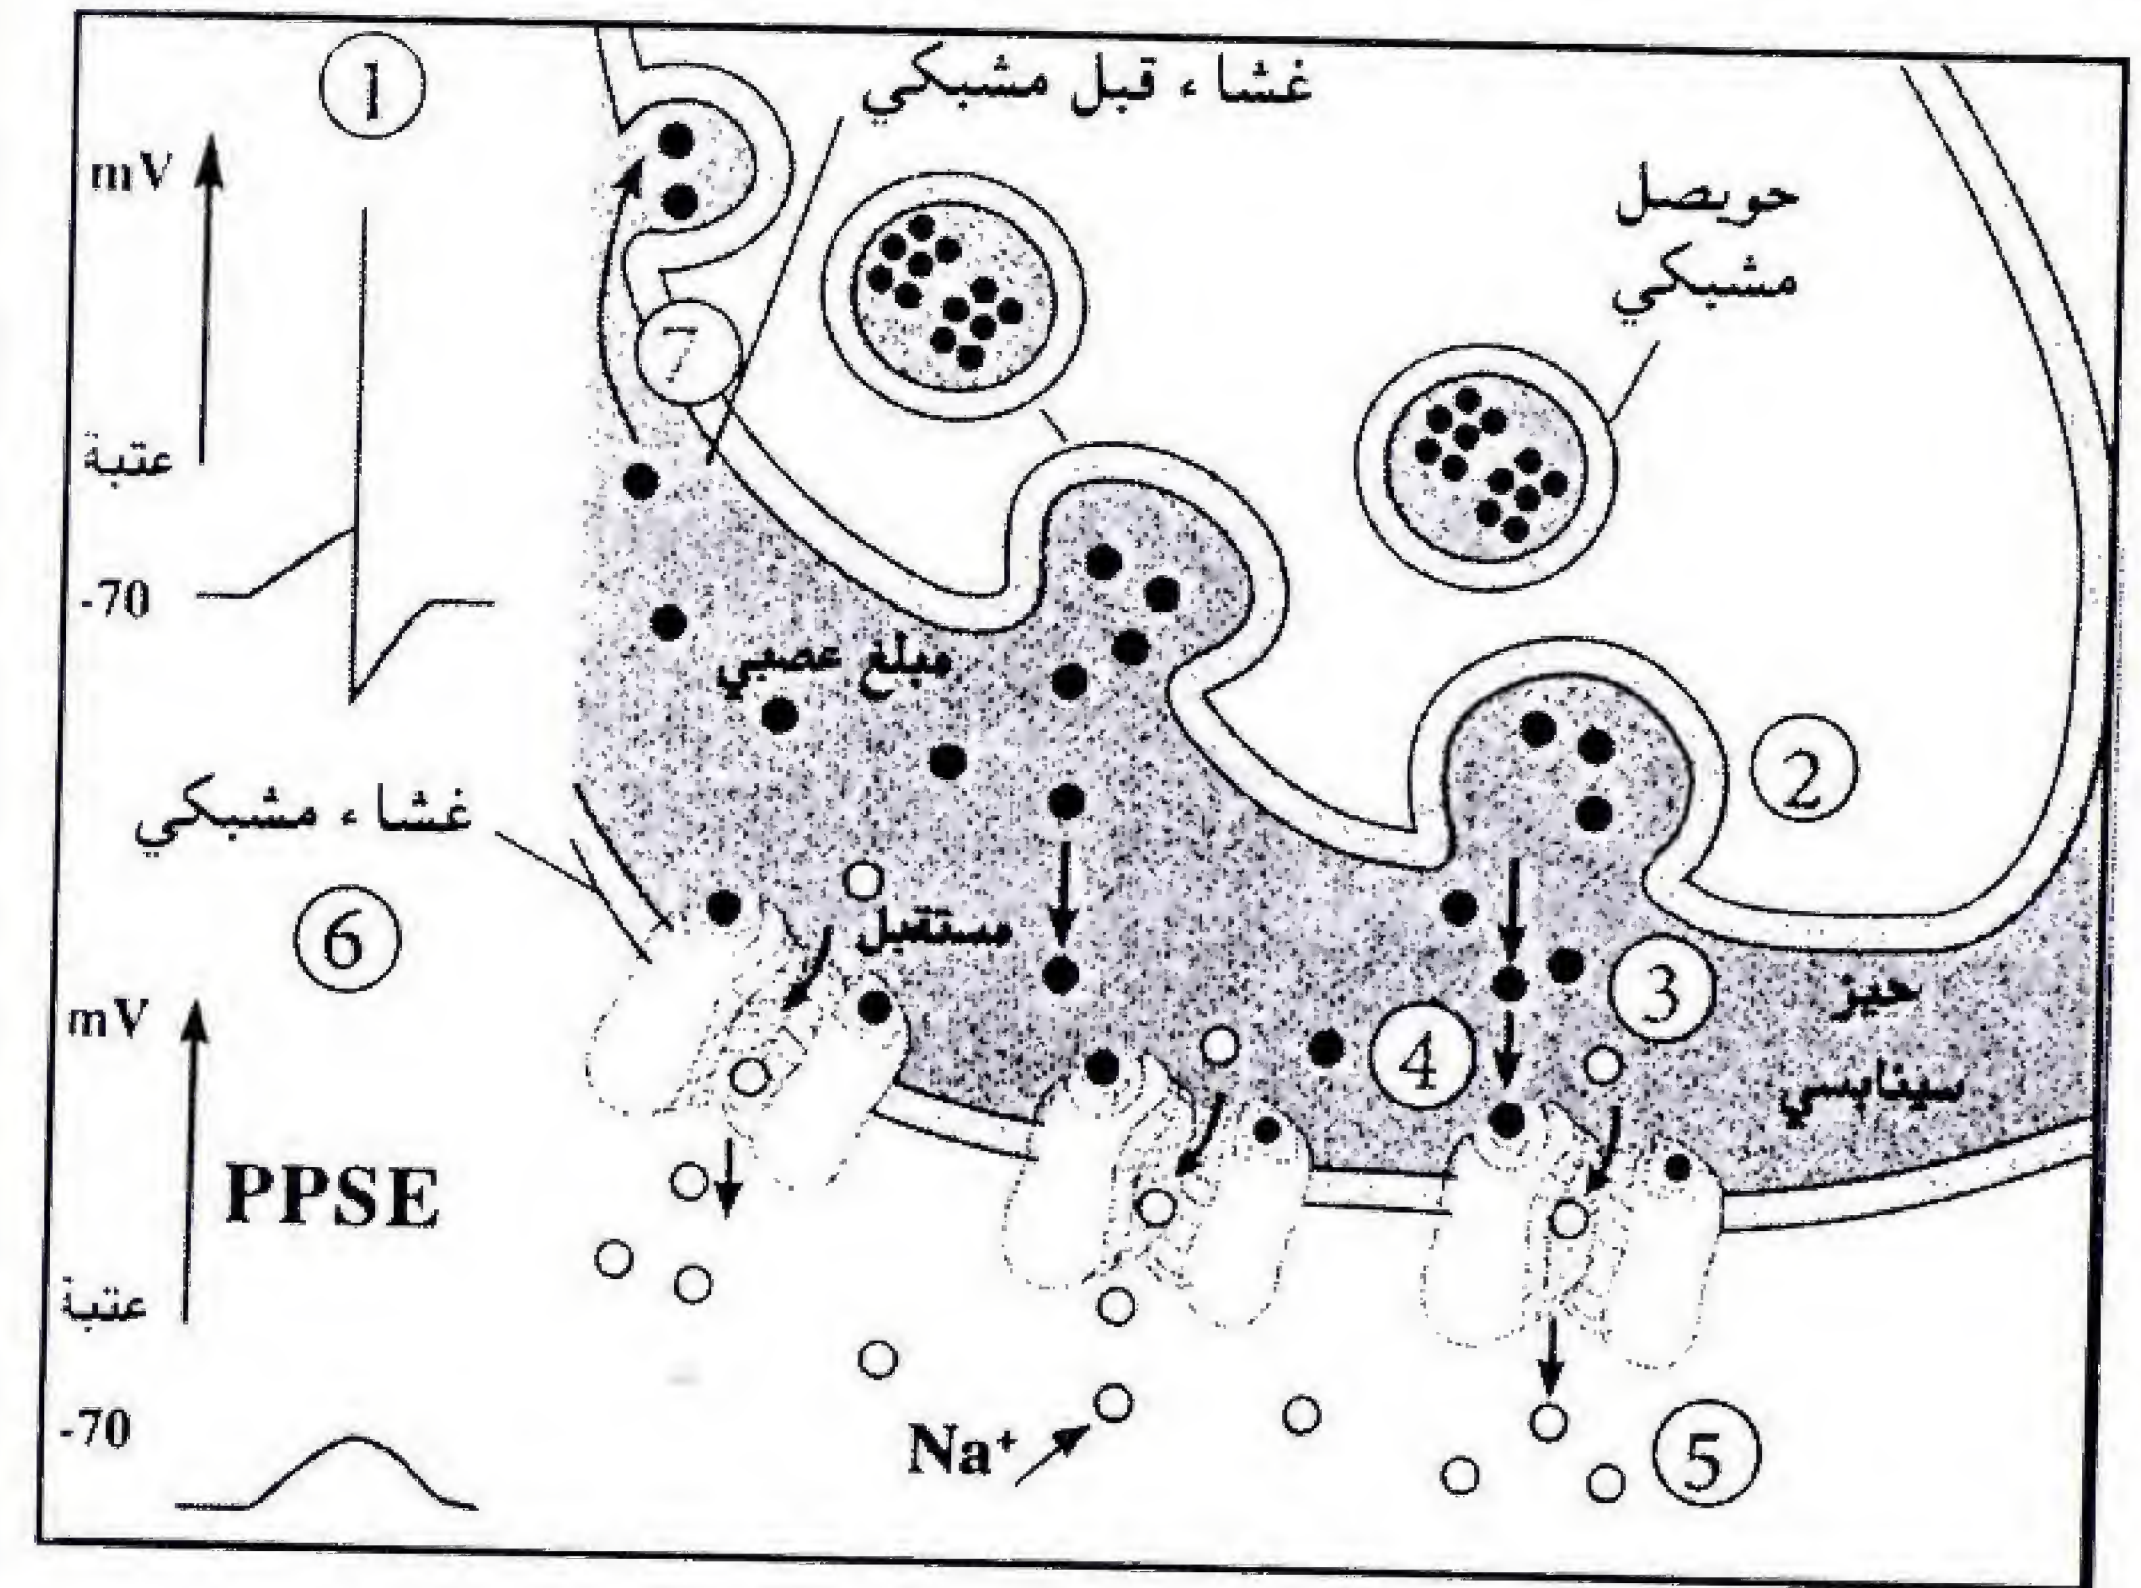 1
غشاء قبل مشبكي
mV
حويصل
مشبكي
7
عتبة
-70
مبلغ عصبي
2
غشاء مشبكي
6
مستقبل
3
حيز
سينابسي
4
mV
PPSE
عتبة
-70
Na⁺
5